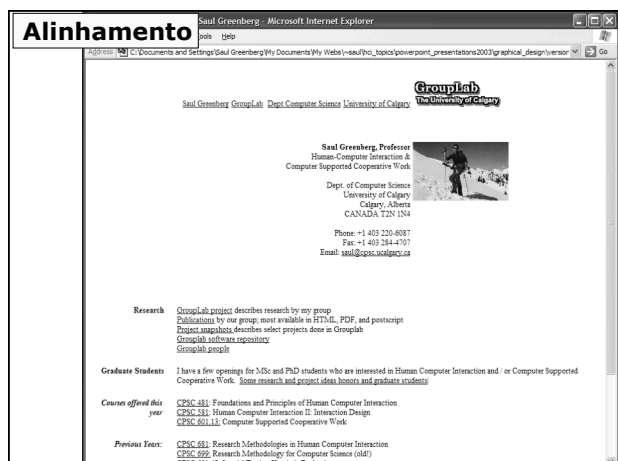 Alinhamento
Saul Greenberg - Microsoft Internet Explorer
Tools Help
Address C:\Documents and Settings\Saul Greenberg\My Documents\My Webs\~saul\hci_topics\powerpoint_presentations2003\graphical_design\version Go
GroupLab
The University of Calgary
Saul Greenberg GroupLab Dept Computer Science University of Calgary
Saul Greenberg, Professor
Human-Computer Interaction &
Computer Supported Cooperative Work
Dept. of Computer Science
University of Calgary
Calgary, Alberta
CANADA T2N 1N4
Phone: +1 403 220-6087
Fax: +1 403 284-4707
Email: saul@cpsc.ucalgary.ca
Research GroupLab project describes research by my group
Publications by our group; most available in HTML, PDF, and postscript
Project snapshots describes select projects done in Grouplab
Grouplab software repository
Grouplab people
Graduate Students I have a few openings for MSc and PhD students who are interested in Human Computer Interaction and / or Computer Supported
Cooperative Work. Some research and project ideas honors and graduate students!
Courses offered this CPSC 481: Foundations and Principles of Human Computer Interaction
year CPSC 581: Human Computer Interaction II: Interaction Design
CPSC 601.13: Computer Supported Cooperative Work
Previous Years: CPSC 681: Research Methodologies in Human Computer Interaction
CPSC 699: Research Methodology for Computer Science (old!)